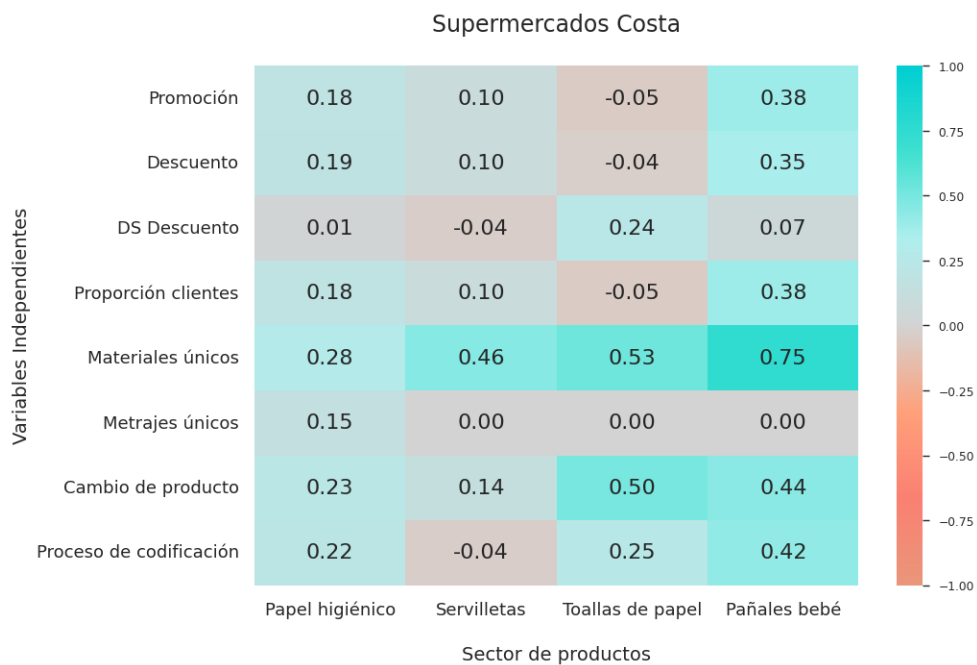 Supermercados Costa
Variables Independientes
Promoción 0.18 0.10 -0.05 0.38
Descuento 0.19 0.10 -0.04 0.35
DS Descuento 0.01 -0.04 0.24 0.07
Proporción clientes 0.18 0.10 -0.05 0.38
Materiales únicos 0.28 0.46 0.53 0.75
Metrajes únicos 0.15 0.00 0.00 0.00
Cambio de producto 0.23 0.14 0.50 0.44
Proceso de codificación 0.22 -0.04 0.25 0.42
Papel higiénico Servilletas Toallas de papel Pañales bebé
Sector de productos
1.00
0.75
0.50
0.25
0.00
−0.25
−0.50
−0.75
−1.00